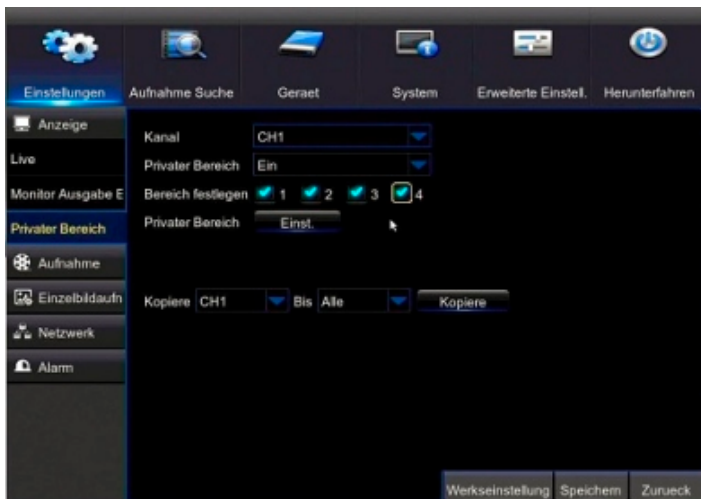 Einstellungen Aufnahme Suche Geraet System Erweiterte Einstell. Herunterfahren
Anzeige
Live
Monitor Ausgabe E
Privater Bereich
Aufnahme
Einzelbildaufn
Netzwerk
Alarm
Kanal CH1
Privater Bereich Ein
Bereich festlegen 1 2 3 4
Privater Bereich Einst.
Kopiere CH1 Bis Alle Kopiere
Werkseinstellung Speichern Zurueck